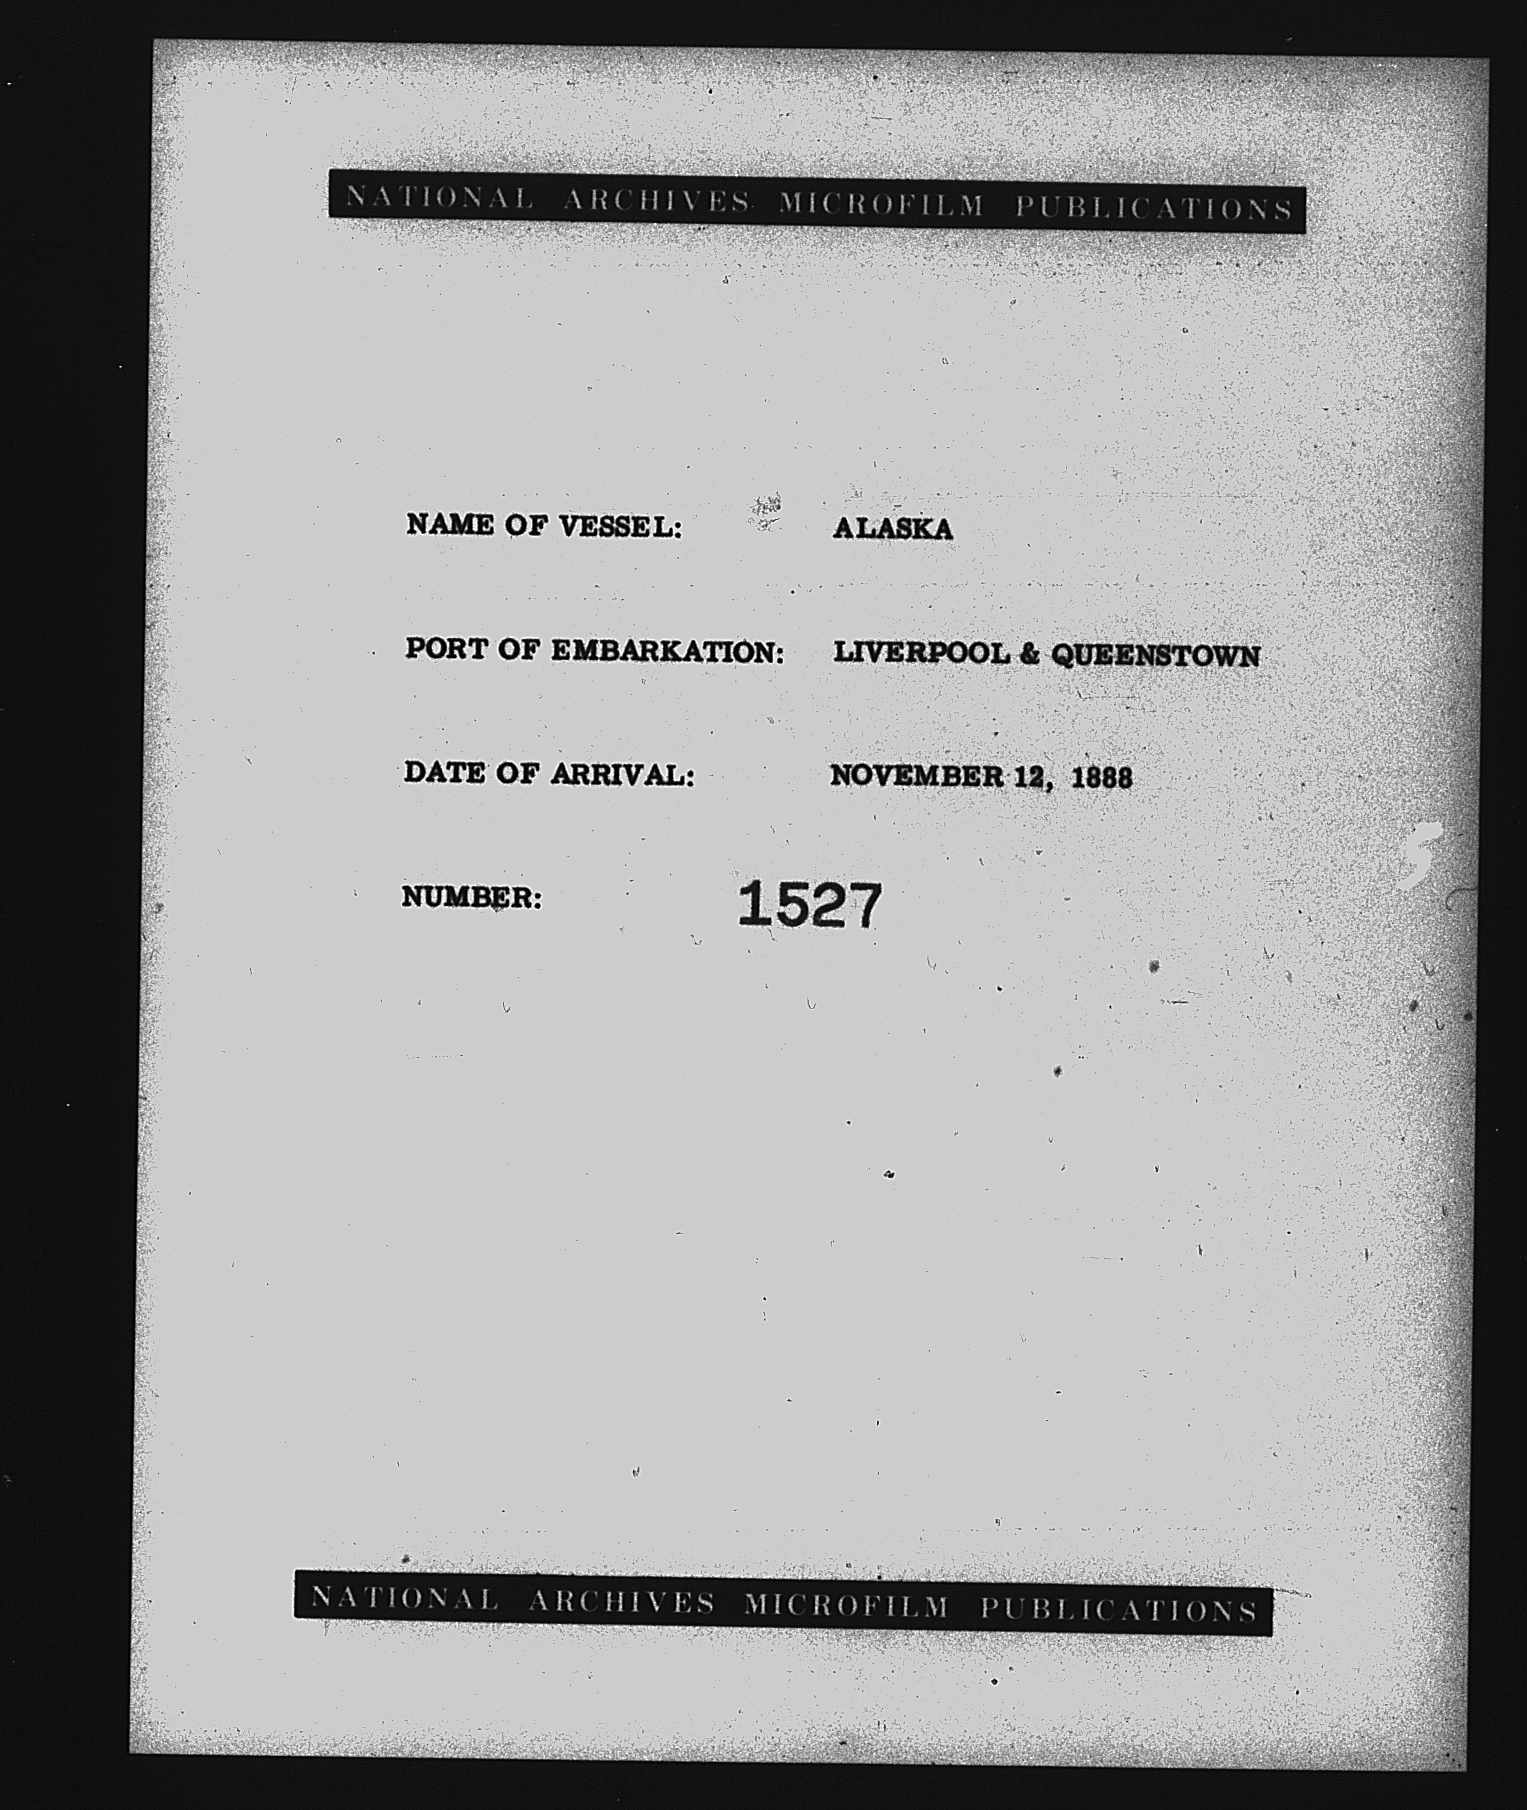 NATIONAL ARCHIVES MICROFILM PUBLICATIONS
NAME OF VESSEL: ALASKA
PORT OF EMBARKATION: LIVERPOOL & QUEENSTOWN
DATE OF ARRIVAL: NOVEMBER 12, 1888
NUMBER: 1527
NATIONAL ARCHIVES MICROFILM PUBLICATIONS